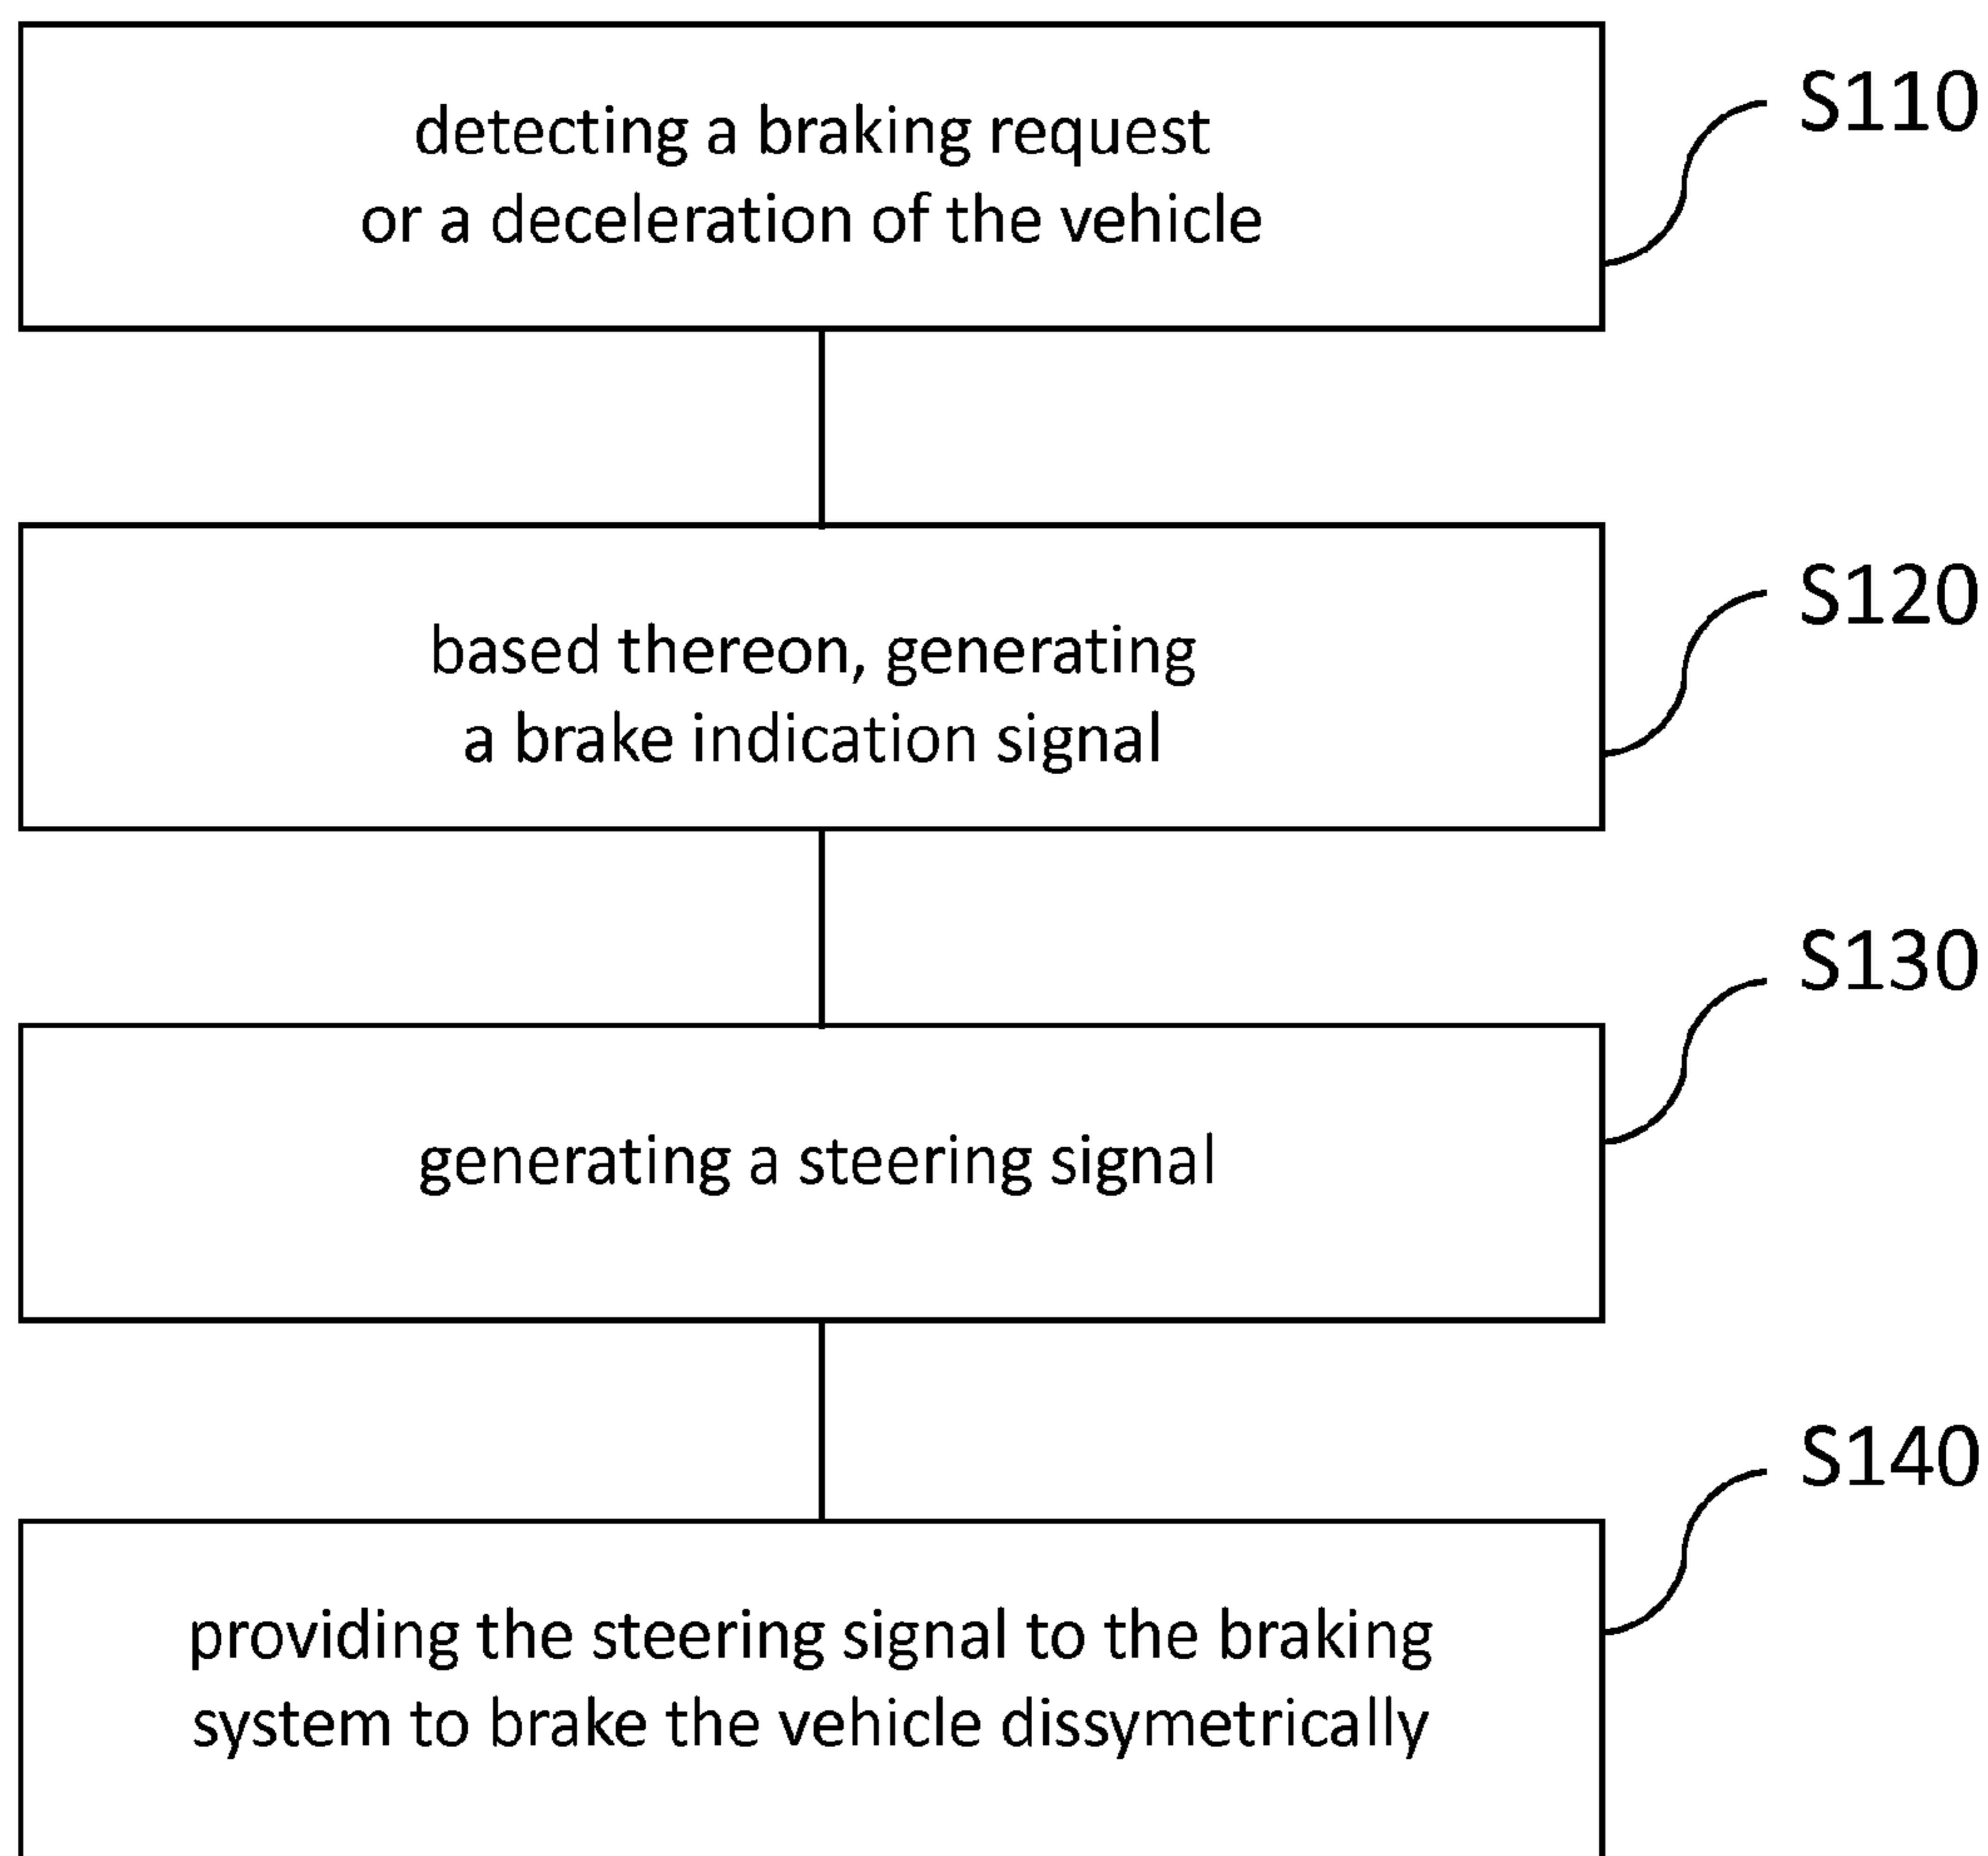 detecting a braking request
or a deceleration of the vehicle
S110
based thereon, generating
a brake indication signal
S120
generating a steering signal
S130
providing the steering signal to the braking
system to brake the vehicle dissymetrically
S140